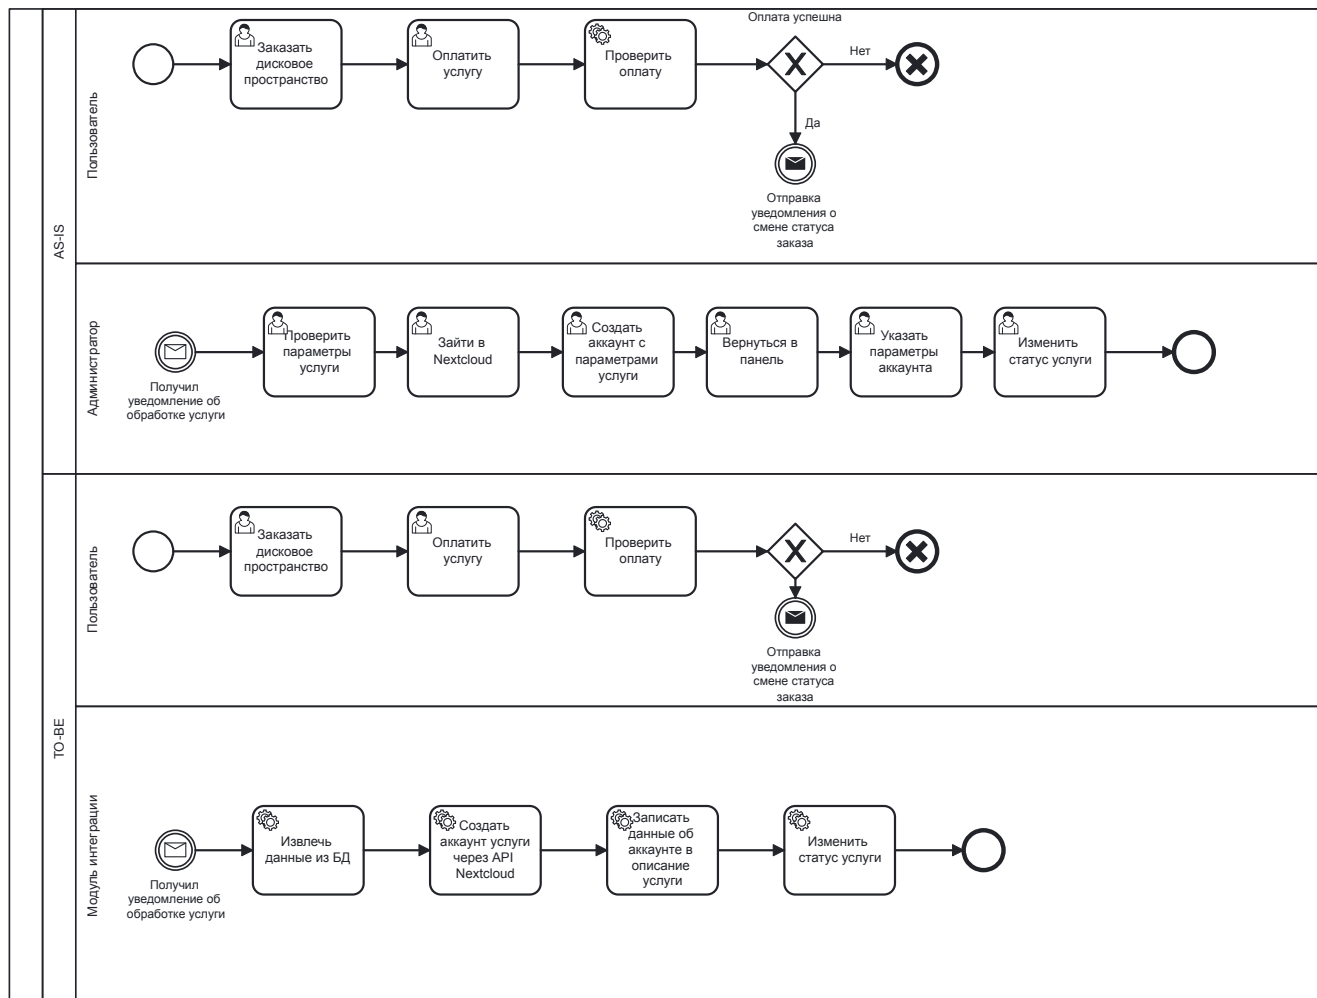 AS-IS
Пользователь
Заказать
дисковое
пространство
Оплатить
услугу
Проверить
оплату
Оплата успешна
Нет
Да
Отправка
уведомления о
смене статуса
заказа
Администратор
Получил
уведомление об
обработке услуги
Проверить
параметры
услуги
Зайти в
Nextcloud
Создать
аккаунт с
параметрами
услуги
Вернуться в
панель
Указать
параметры
аккаунта
Изменить
статус услуги
TO-BE
Пользователь
Заказать
дисковое
пространство
Оплатить
услугу
Проверить
оплату
Нет
Отправка
уведомления о
смене статуса
заказа
Модуль интеграции
Получил
уведомление об
обработке услуги
Извлечь
данные из БД
Создать
аккаунт услуги
через API
Nextcloud
Записать
данные об
аккаунте в
описание
услуги
Изменить
статус услуги